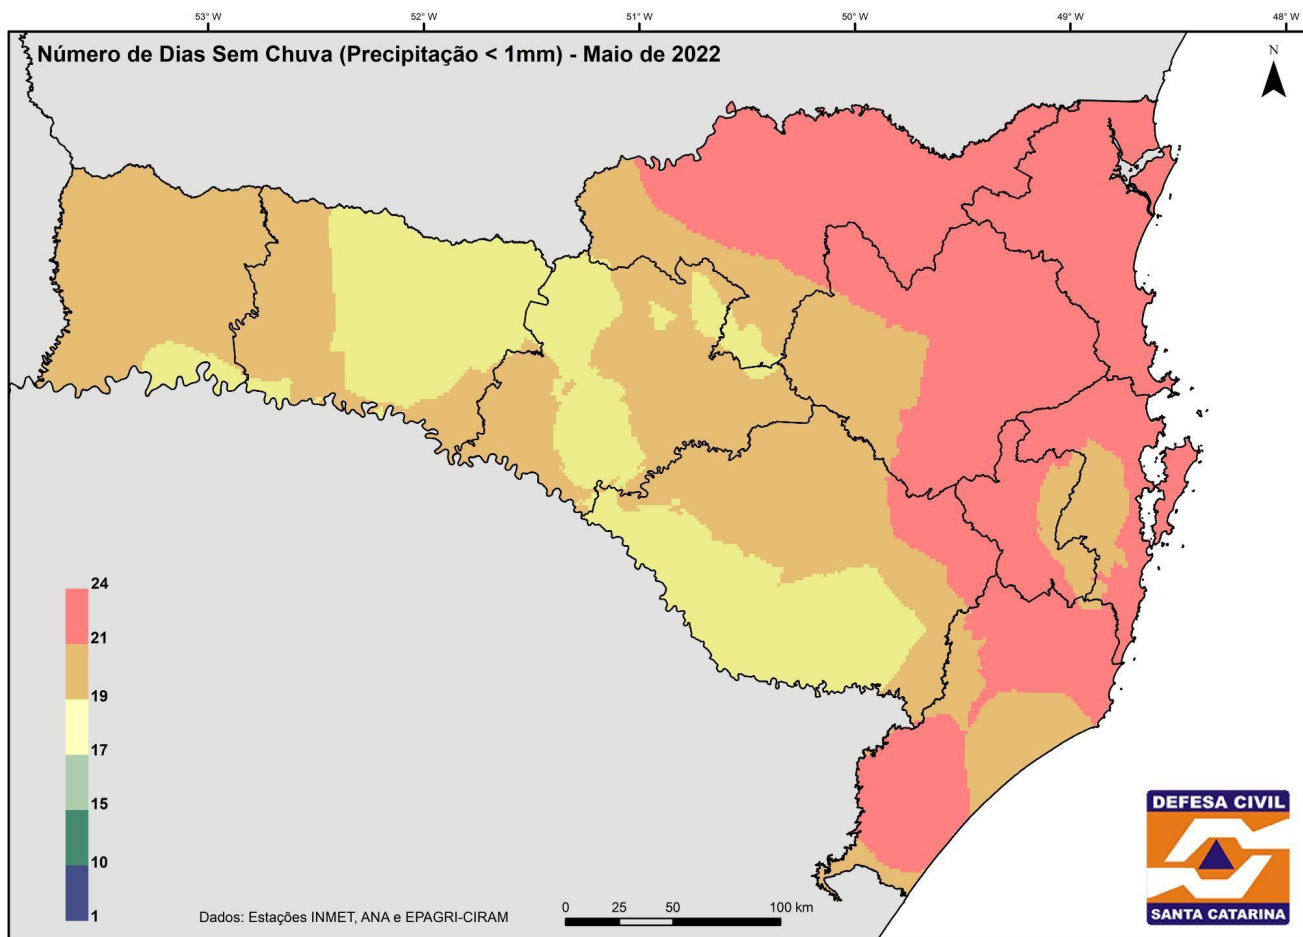 53° W 52° W 51° W 50° W 49° W 48° W
Número de Dias Sem Chuva (Precipitação < 1mm) - Maio de 2022
N
24
21
19
17
15
10
1
Dados: Estações INMET, ANA e EPAGRI-CIRAM
0 25 50 100 km
DEFESA CIVIL
SANTA CATARINA